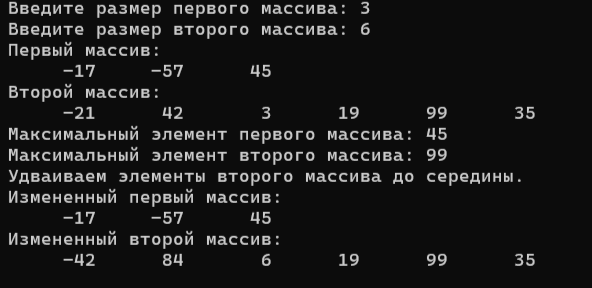 Введите размер первого массива: 3
Введите размер второго массива: 6
Первый массив:
-17 -57 45
Второй массив:
-21 42 3 19 99 35
Максимальный элемент первого массива: 45
Максимальный элемент второго массива: 99
Удваиваем элементы второго массива до середины.
Измененный первый массив:
-17 -57 45
Измененный второй массив:
-42 84 6 19 99 35